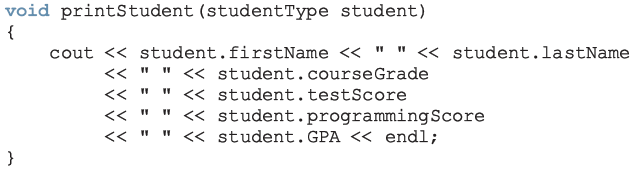 void printStudent(studentType student)
{
    cout << student.firstName << " " << student.lastName
         << " " << student.courseGrade
         << " " << student.testScore
         << " " << student.programmingScore
         << " " << student.GPA << endl;
}